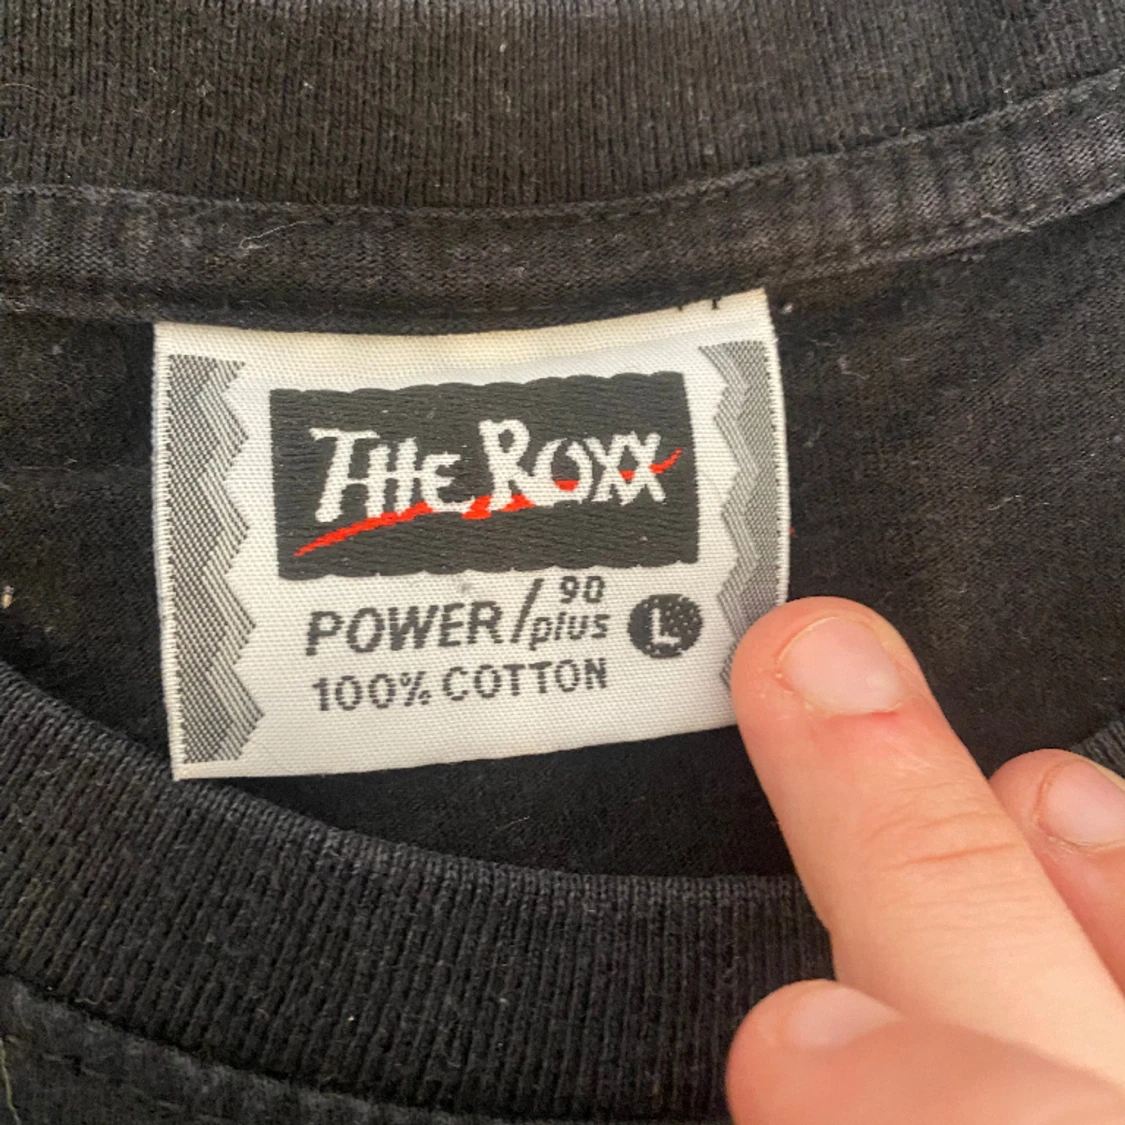 THE ROXX
POWER/90 plus L
100% COTTON